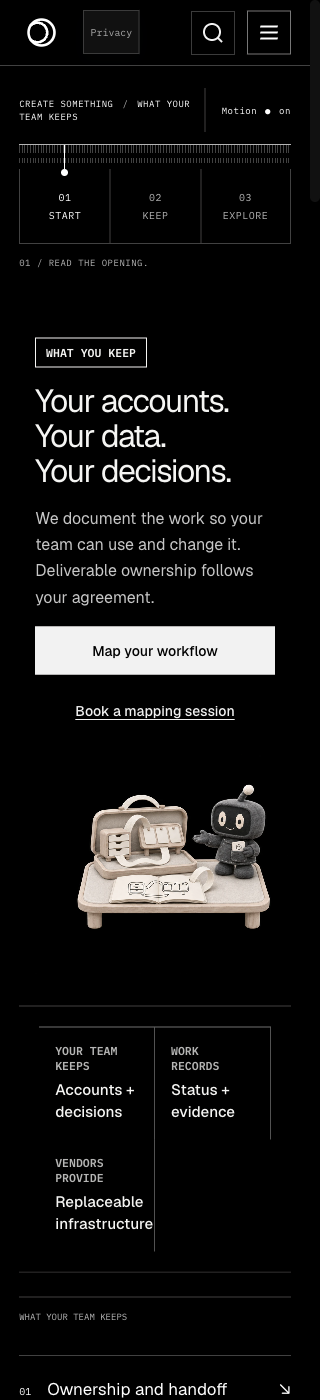 Privacy
CREATE SOMETHING / WHAT YOUR
TEAM KEEPS
Motion ● on
01
START
02
KEEP
03
EXPLORE
01 / READ THE OPENING.
WHAT YOU KEEP
Your accounts.
Your data.
Your decisions.
We document the work so your
team can use and change it.
Deliverable ownership follows
your agreement.
Map your workflow
Book a mapping session
YOUR TEAM
KEEPS
Accounts +
decisions
WORK
RECORDS
Status +
evidence
VENDORS
PROVIDE
Replaceable
infrastructure
WHAT YOUR TEAM KEEPS
01 Ownership and handoff